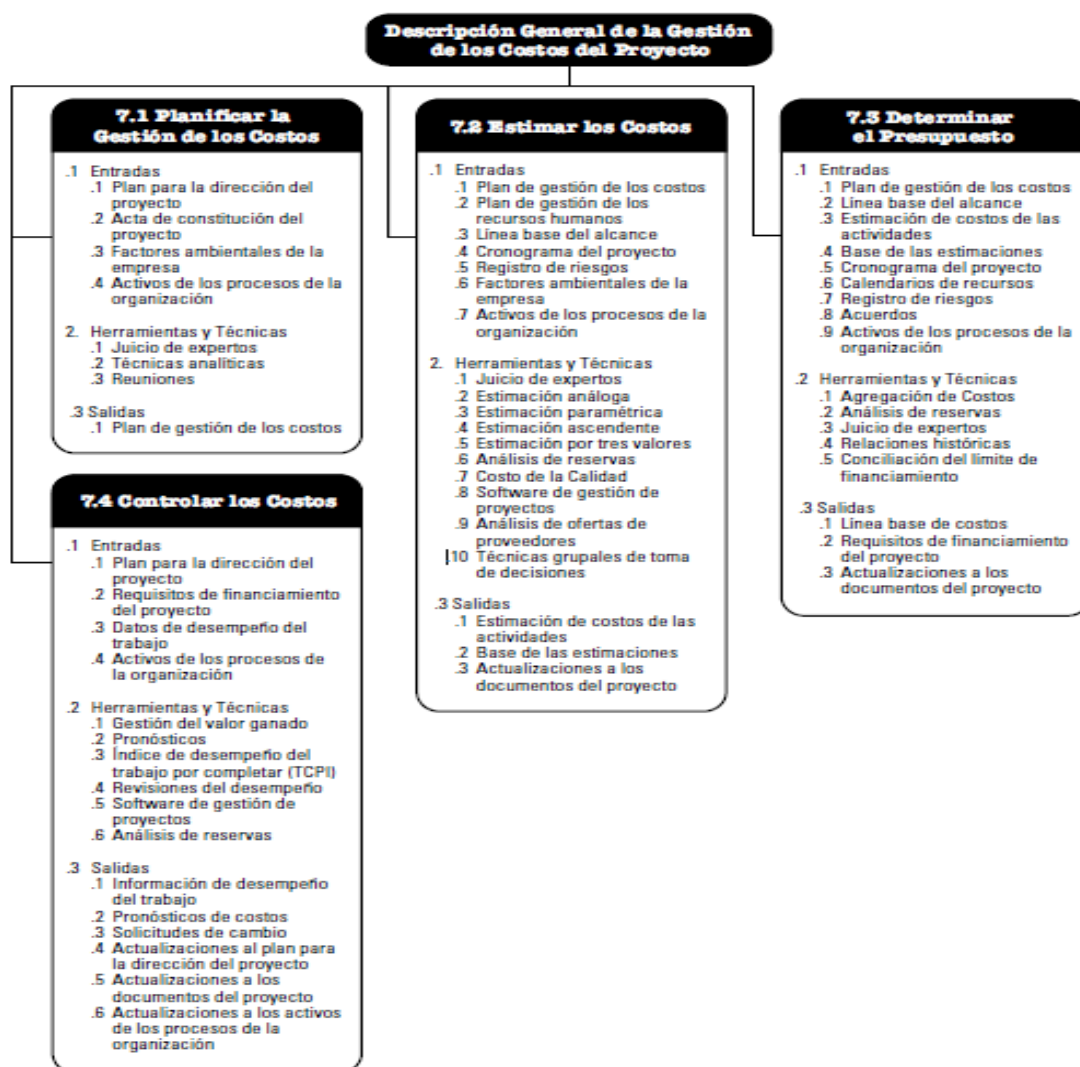 Descripción General de la Gestión
de los Costos del Proyecto
7.1 Planificar la
Gestión de los Costos
.1 Entradas
.1 Plan para la dirección del
proyecto
.2 Acta de constitución del
proyecto
.3 Factores ambientales de la
empresa
.4 Activos de los procesos de la
organización
2. Herramientas y Técnicas
.1 Juicio de expertos
.2 Técnicas analíticas
.3 Reuniones
.3 Salidas
.1 Plan de gestión de los costos
7.2 Estimar los Costos
.1 Entradas
.1 Plan de gestión de los costos
.2 Plan de gestión de los
recursos humanos
.3 Línea base del alcance
.4 Cronograma del proyecto
.5 Registro de riesgos
.6 Factores ambientales de la
empresa
.7 Activos de los procesos de la
organización
2. Herramientas y Técnicas
.1 Juicio de expertos
.2 Estimación análoga
.3 Estimación paramétrica
.4 Estimación ascendente
.5 Estimación por tres valores
.6 Análisis de reservas
.7 Costo de la Calidad
.8 Software de gestión de
proyectos
.9 Análisis de ofertas de
proveedores
.10 Técnicas grupales de toma
de decisiones
.3 Salidas
.1 Estimación de costos de las
actividades
.2 Base de las estimaciones
.3 Actualizaciones a los
documentos del proyecto
7.3 Determinar
el Presupuesto
.1 Entradas
.1 Plan de gestión de los costos
.2 Línea base del alcance
.3 Estimación de costos de las
actividades
.4 Base de las estimaciones
.5 Cronograma del proyecto
.6 Calendarios de recursos
.7 Registro de riesgos
.8 Acuerdos
.9 Activos de los procesos de la
organización
.2 Herramientas y Técnicas
.1 Agregación de Costos
.2 Análisis de reservas
.3 Juicio de expertos
.4 Relaciones históricas
.5 Conciliación del límite de
financiamiento
.3 Salidas
.1 Línea base de costos
.2 Requisitos de financiamiento
del proyecto
.3 Actualizaciones a los
documentos del proyecto
7.4 Controlar los Costos
.1 Entradas
.1 Plan para la dirección del
proyecto
.2 Requisitos de financiamiento
del proyecto
.3 Datos de desempeño del
trabajo
.4 Activos de los procesos de
la organización
.2 Herramientas y Técnicas
.1 Gestión del valor ganado
.2 Pronósticos
.3 Índice de desempeño del
trabajo por completar (TCPI)
.4 Revisiones del desempeño
.5 Software de gestión de
proyectos
.6 Análisis de reservas
.3 Salidas
.1 Información de desempeño
del trabajo
.2 Pronósticos de costos
.3 Solicitudes de cambio
.4 Actualizaciones al plan para
la dirección del proyecto
.5 Actualizaciones a los
documentos del proyecto
.6 Actualizaciones a los activos
de los procesos de la
organización